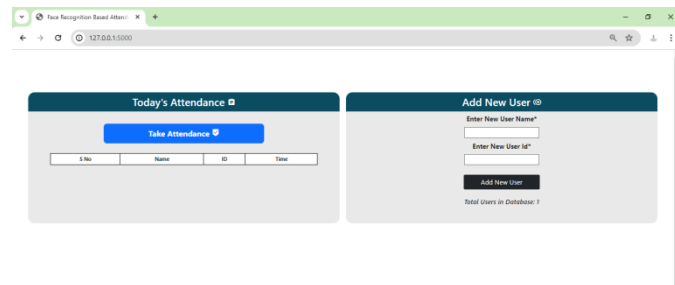 Face Recognition Based Attend
127.0.0.1:5000
Today's Attendance
Take Attendance
S No Name ID Time
Add New User
Enter New User Name*
Enter New User Id*
Add New User
Total Users in Database: 1